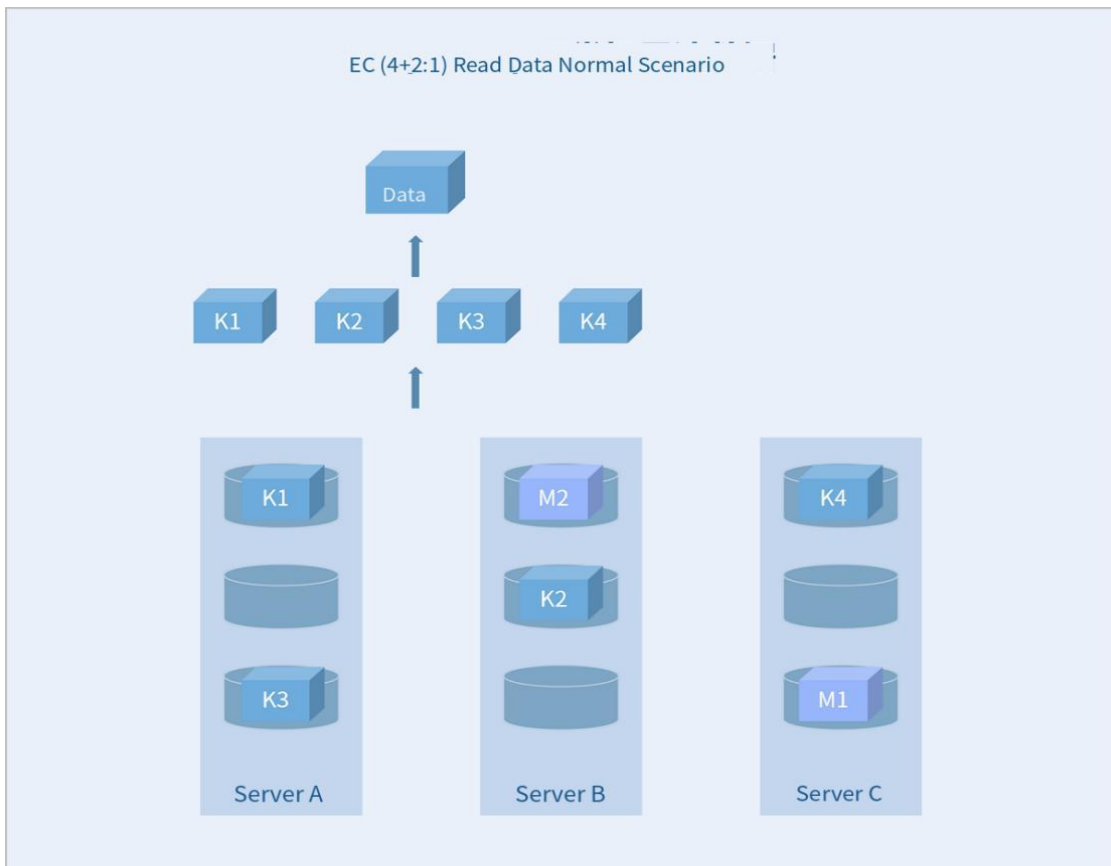 EC (4+2:1) Read Data Normal Scenario
Data
K1 K2 K3 K4
K1 M2 K4
K2
K3 M1
Server A Server B Server C